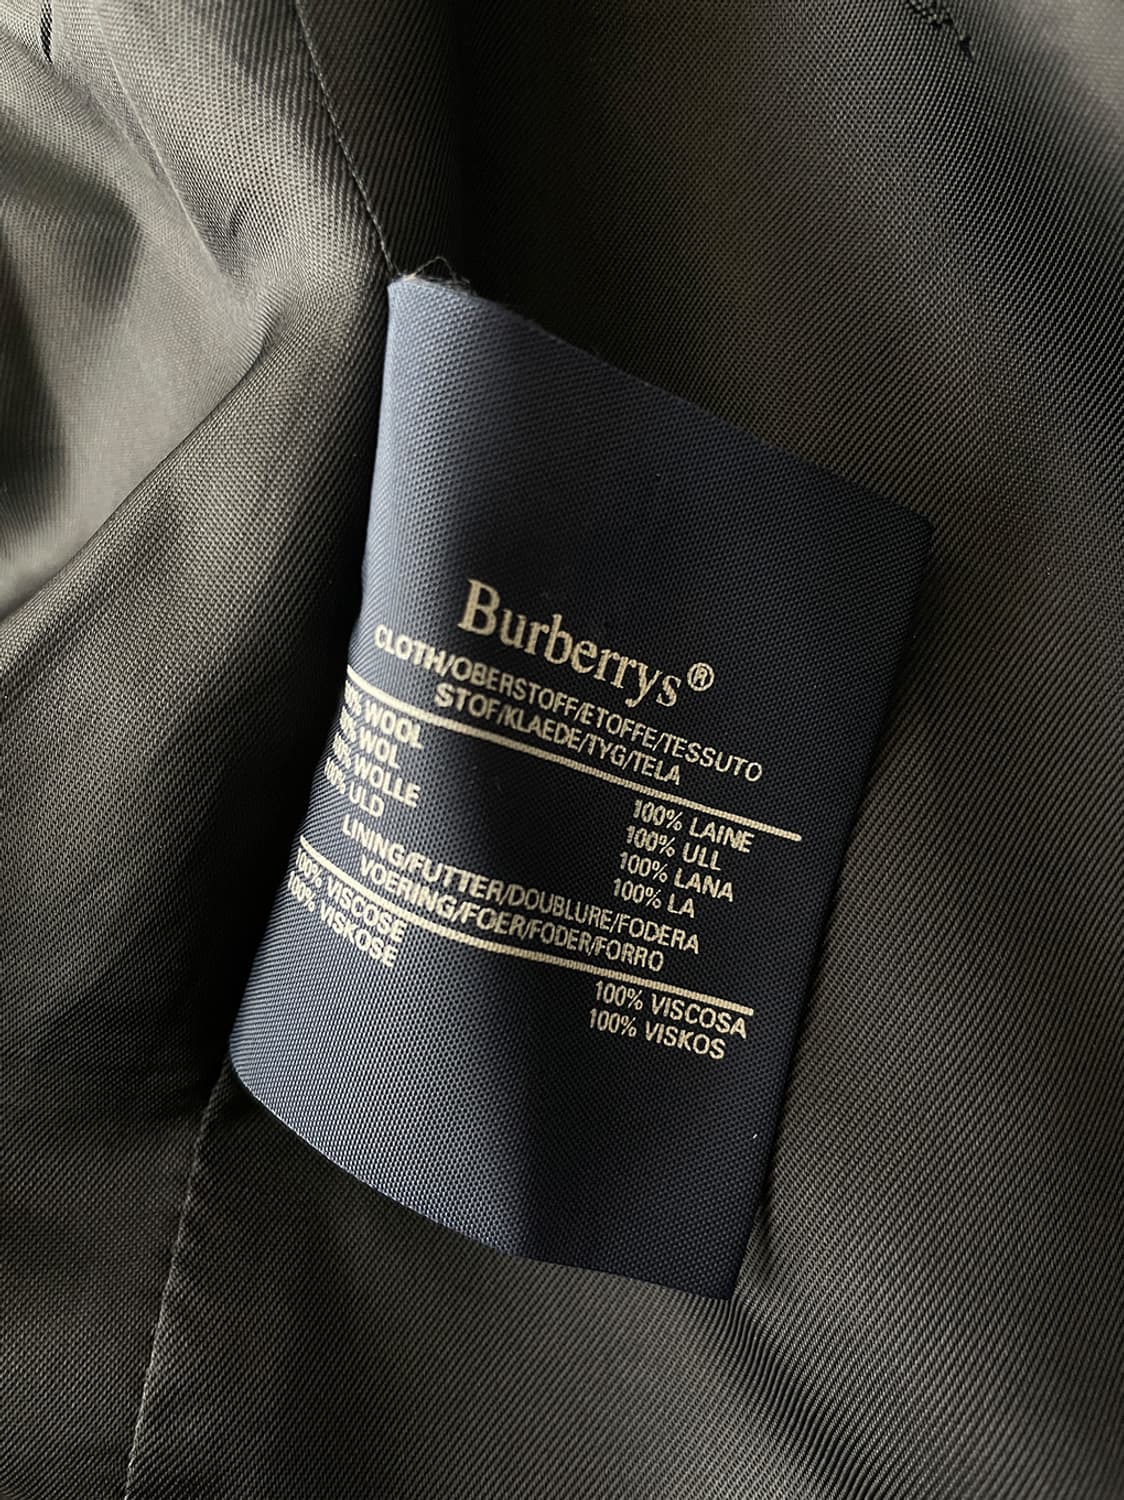 Burberrys®
CLOTH/OBERSTOFF/ETOFFE/TESSUTO
STOF/KLAEDE/TYG/TELA
WOOL 100% LAINE
WOL 100% ULL
WOLLE 100% LANA
ULD 100% LA
LINING/FUTTER/DOUBLURE/FODERA
VOERING/FOER/FODER/FORRO
100% VISCOSE 100% VISCOSA
100% VISKOSE 100% VISKOS